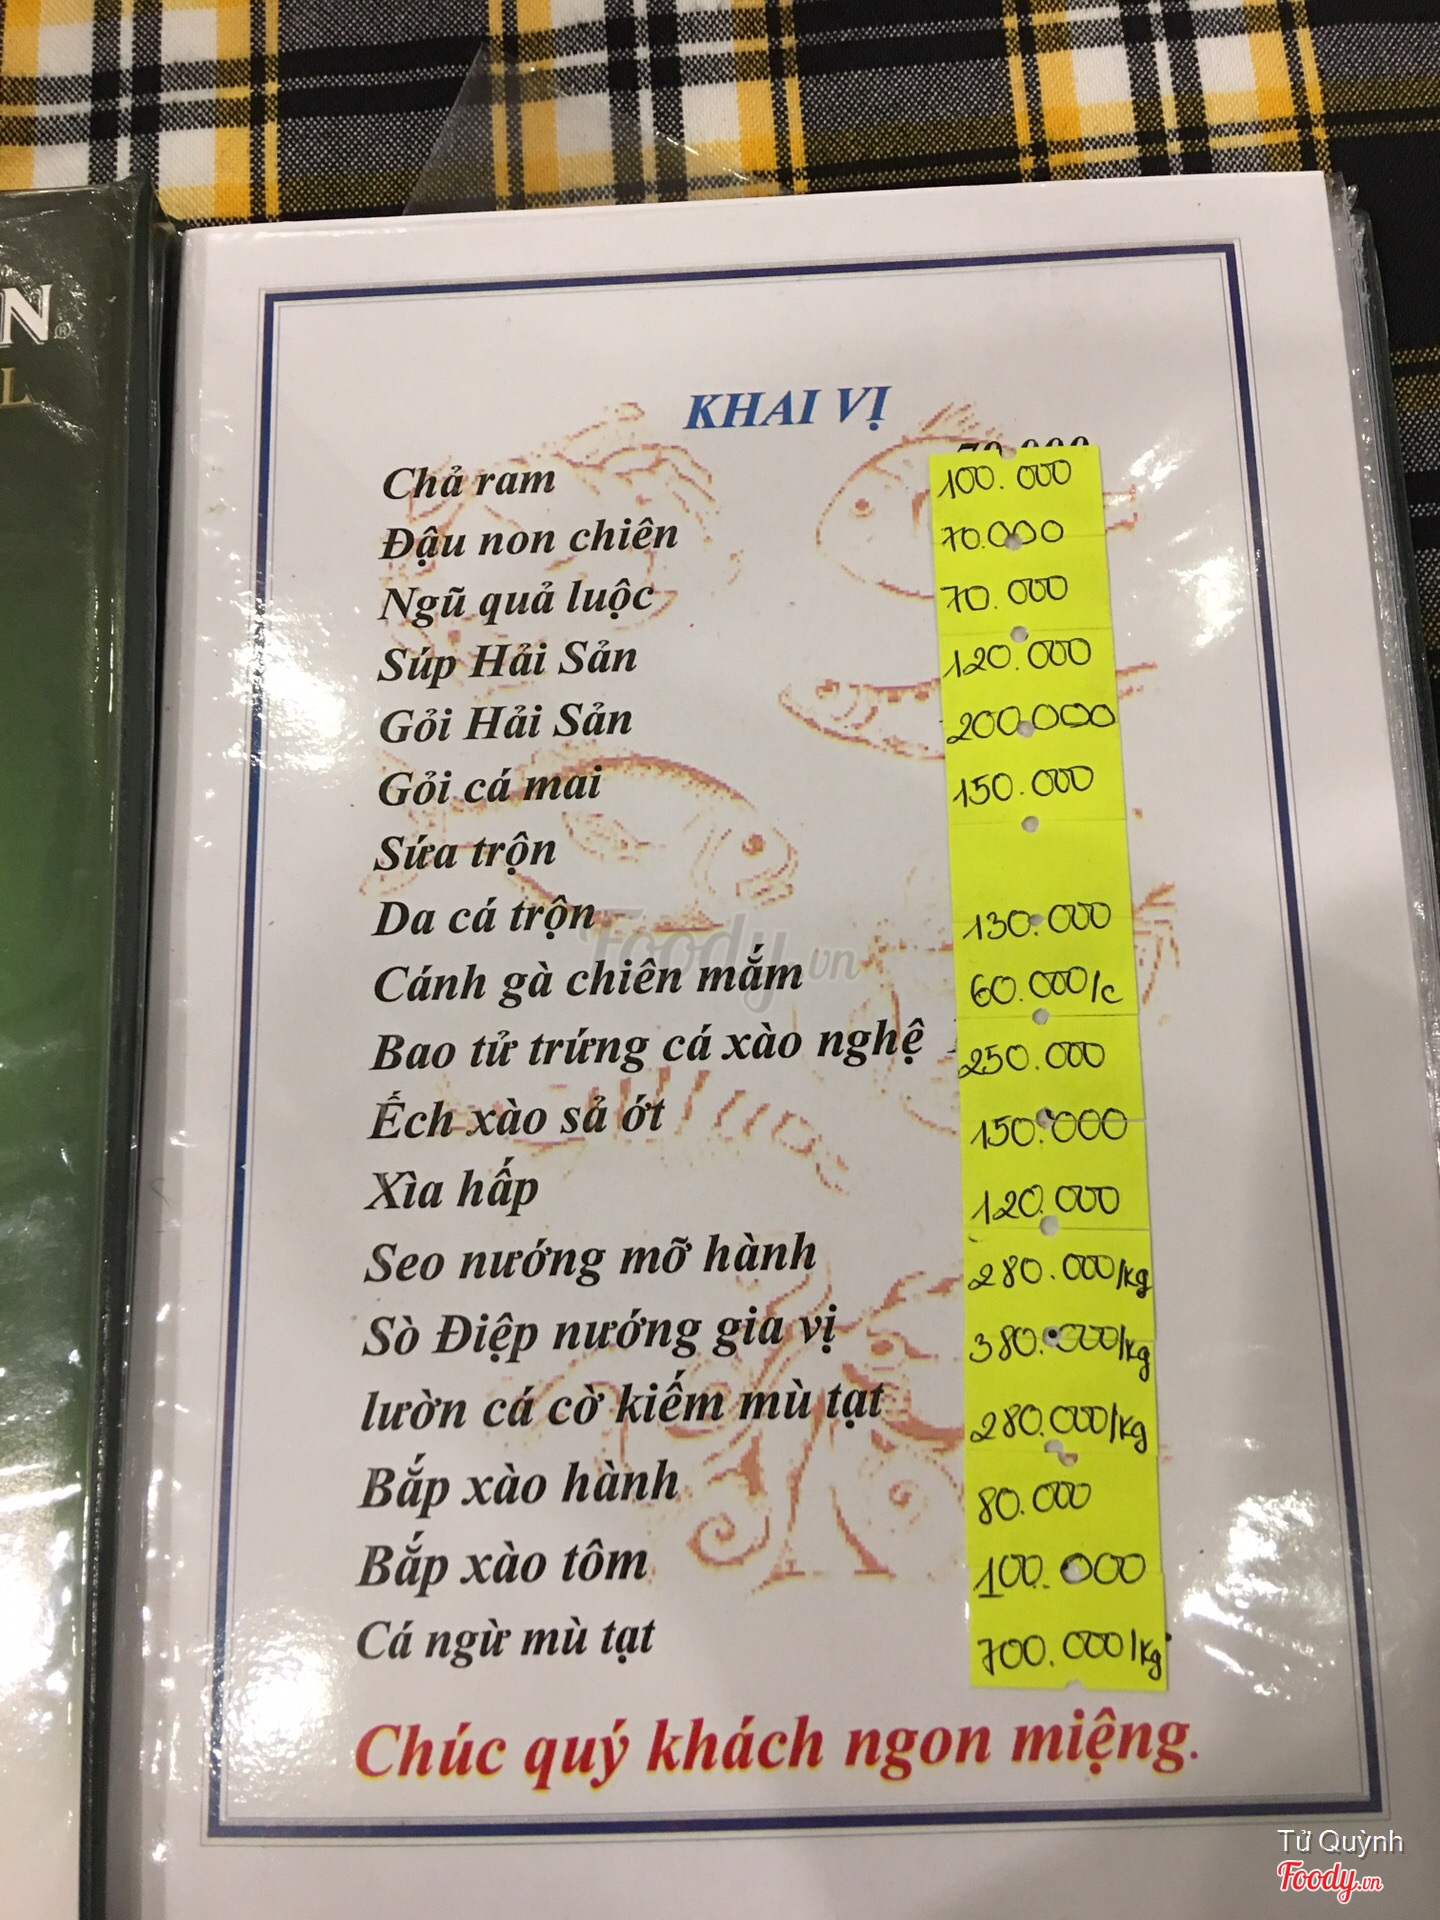 N®
L
KHAI VỊ
Chả ram 100.000
Đậu non chiên 70.000
Ngũ quả luộc 70.000
Súp Hải Sản 120.000
Gỏi Hải Sản 200.000
Gỏi cá mai 150.000
Sứa trộn
Da cá trộn 130.000
Cánh gà chiên mắm 60.000/c
Bao tử trứng cá xào nghệ 250.000
Ếch xào sả ớt 150.000
Xìa hấp 120.000
Seo nướng mỡ hành 280.000/kg
Sò Điệp nướng gia vị 380.000/kg
lườn cá cờ kiếm mù tạt 280.000/kg
Bắp xào hành 80.000
Bắp xào tôm 100.000
Cá ngừ mù tạt 700.000/kg
Chúc quý khách ngon miệng.
Foody.vn
Tử Quỳnh
Foody.vn